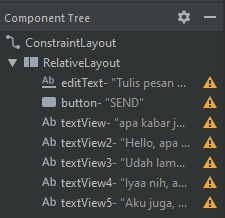 Component Tree
ConstraintLayout
RelativeLayout
editText- "Tulis pesan ...
button- "SEND"
textView- "apa kabar j...
textView2- "Hello, apa ...
textView3- "Udah lam...
textView4- "Iyaa nih, a...
textView5- "Aku juga, ...